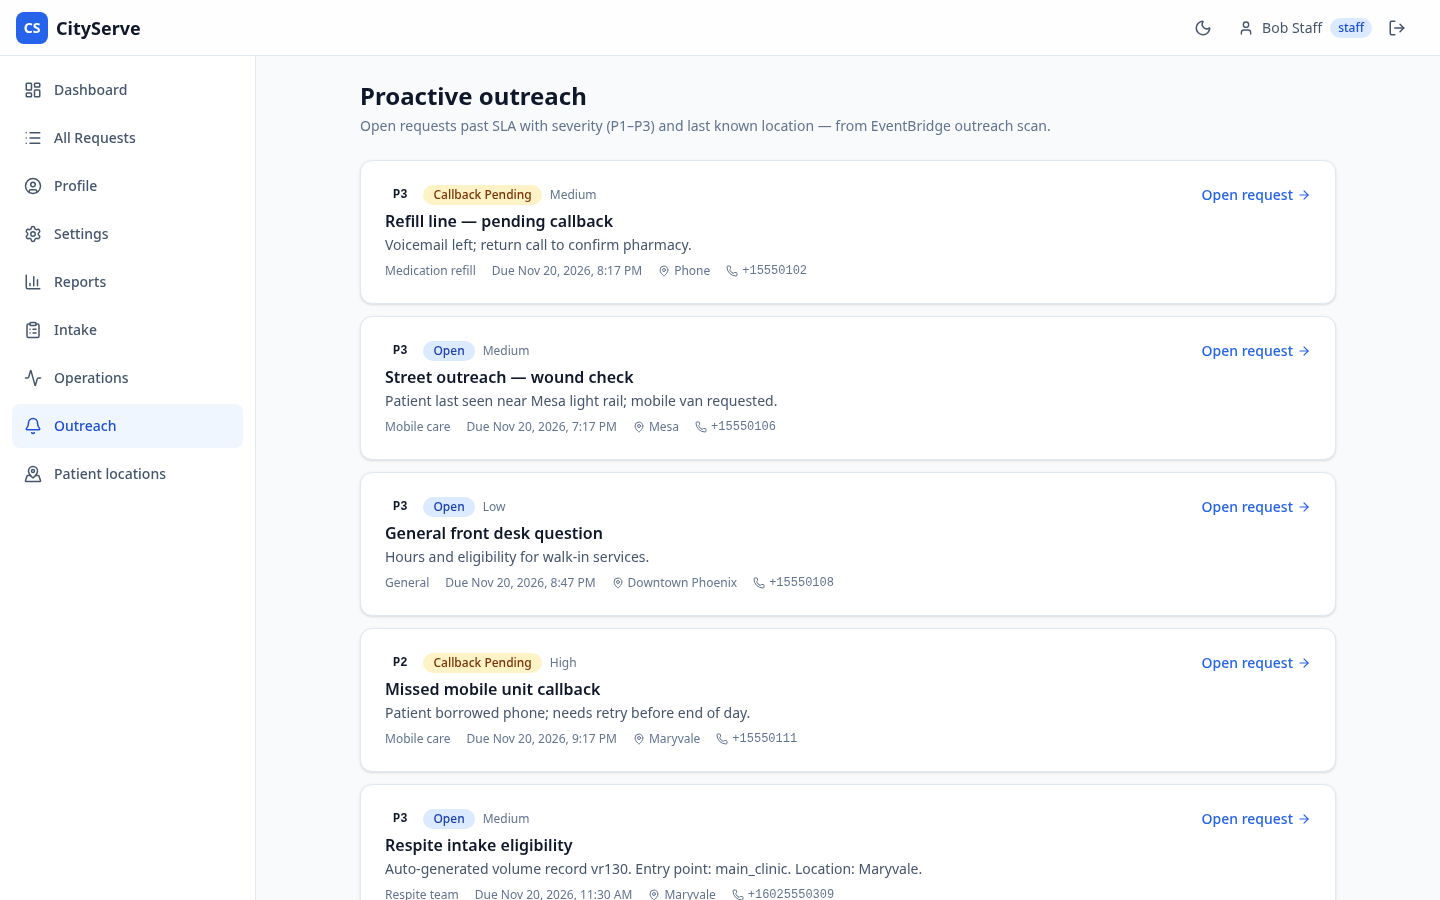 CS CityServe
Bob Staff staff
Dashboard
All Requests
Profile
Settings
Reports
Intake
Operations
Outreach
Patient locations
Proactive outreach
Open requests past SLA with severity (P1–P3) and last known location — from EventBridge outreach scan.
P3 Callback Pending Medium Open request →
Refill line — pending callback
Voicemail left; return call to confirm pharmacy.
Medication refill Due Nov 20, 2026, 8:17 PM Phone +15550102
P3 Open Medium Open request →
Street outreach — wound check
Patient last seen near Mesa light rail; mobile van requested.
Mobile care Due Nov 20, 2026, 7:17 PM Mesa +15550106
P3 Open Low Open request →
General front desk question
Hours and eligibility for walk-in services.
General Due Nov 20, 2026, 8:47 PM Downtown Phoenix +15550108
P2 Callback Pending High Open request →
Missed mobile unit callback
Patient borrowed phone; needs retry before end of day.
Mobile care Due Nov 20, 2026, 9:17 PM Maryvale +15550111
P3 Open Medium Open request →
Respite intake eligibility
Auto-generated volume record vr130. Entry point: main_clinic. Location: Maryvale.
Respite team Due Nov 20, 2026, 11:30 AM Maryvale +16025550309